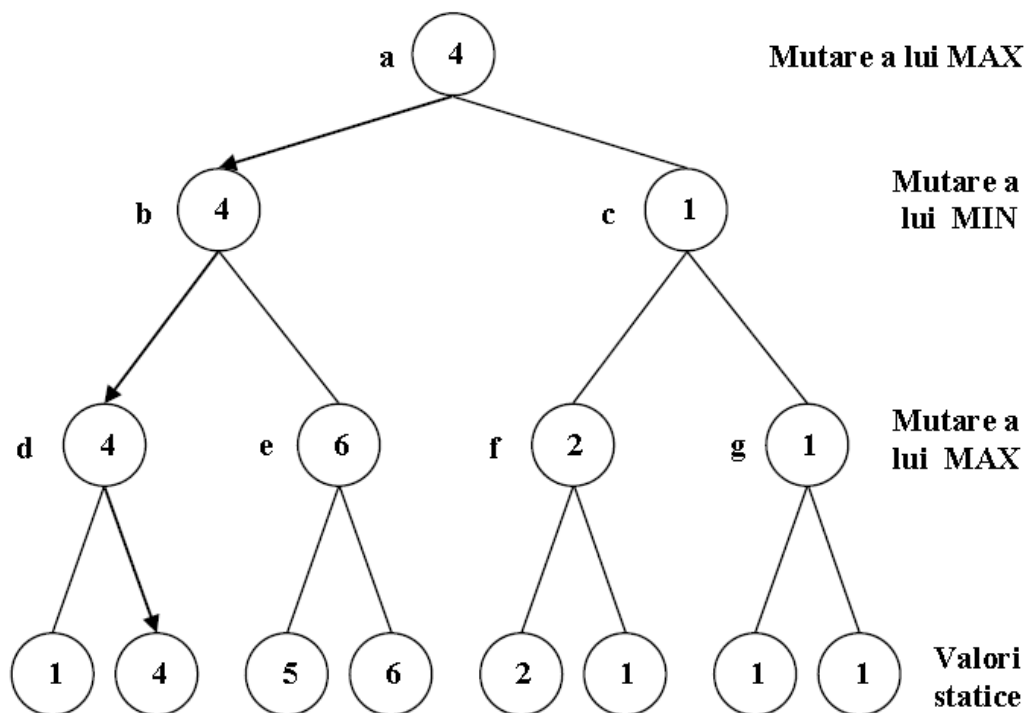 a 4 Mutare a lui MAX
b 4 c 1 Mutare a
lui MIN
d 4 e 6 f 2 g 1 Mutare a
lui MAX
1 4 5 6 2 1 1 1 Valori
statice